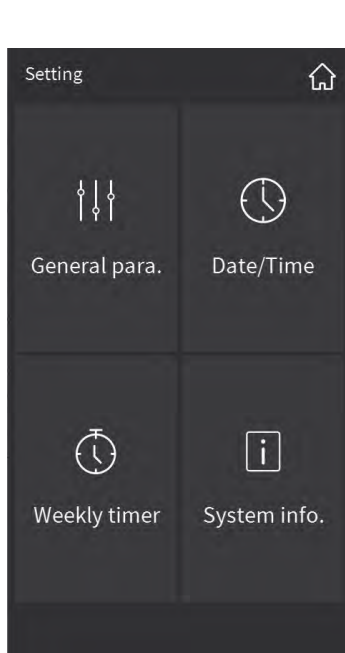 Setting
General para.
Date/Time
Weekly timer
System info.